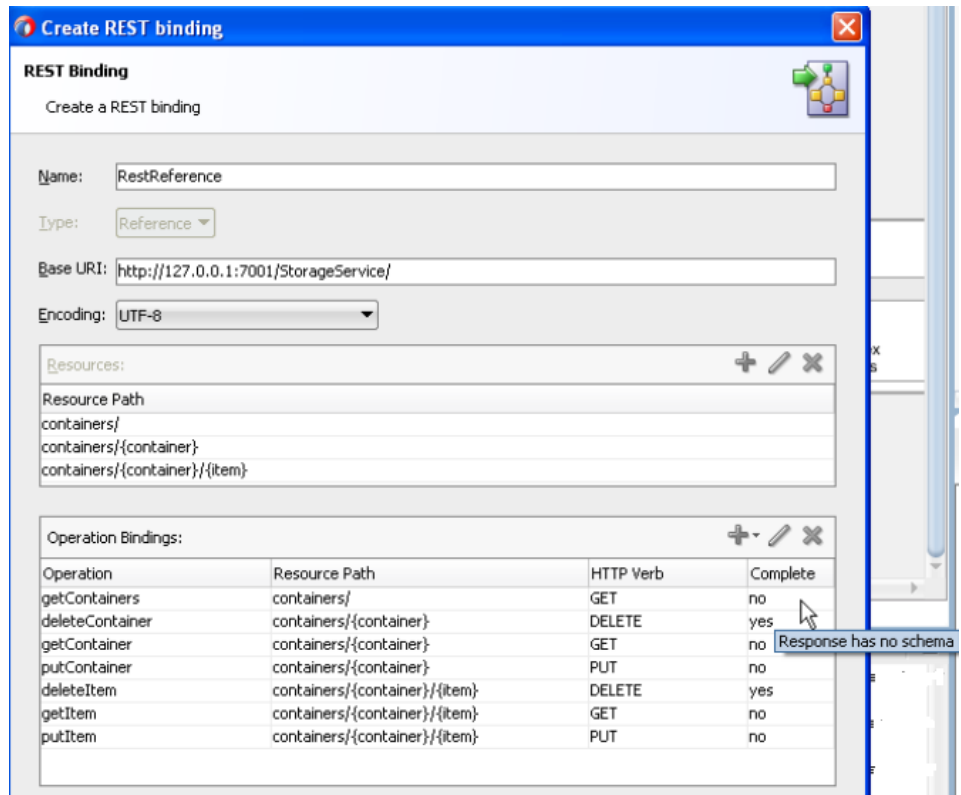 Create REST binding
REST Binding
Create a REST binding
Name: RestReference
Type: Reference
Base URI: http://127.0.0.1:7001/StorageService/
Encoding: UTF-8
Resources:
Resource Path
containers/
containers/{container}
containers/{container}/{item}
Operation Bindings:
Operation Resource Path HTTP Verb Complete
getContainers containers/ GET no
deleteContainer containers/{container} DELETE yes
getContainer containers/{container} GET no
Response has no schema
putContainer containers/{container} PUT no
deleteItem containers/{container}/{item} DELETE yes
getItem containers/{container}/{item} GET no
putItem containers/{container}/{item} PUT no